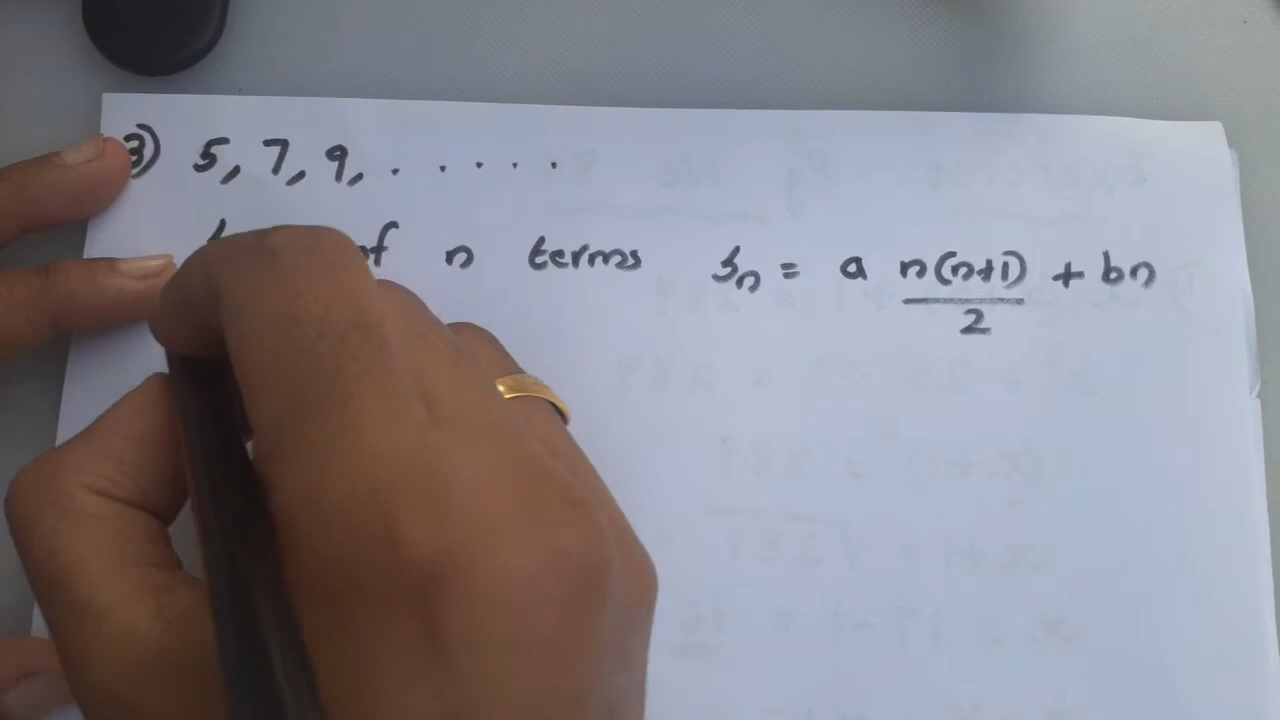 3) 5, 7, 9, . . . . .
of n terms Sn = a n(n+1)/2 + bn